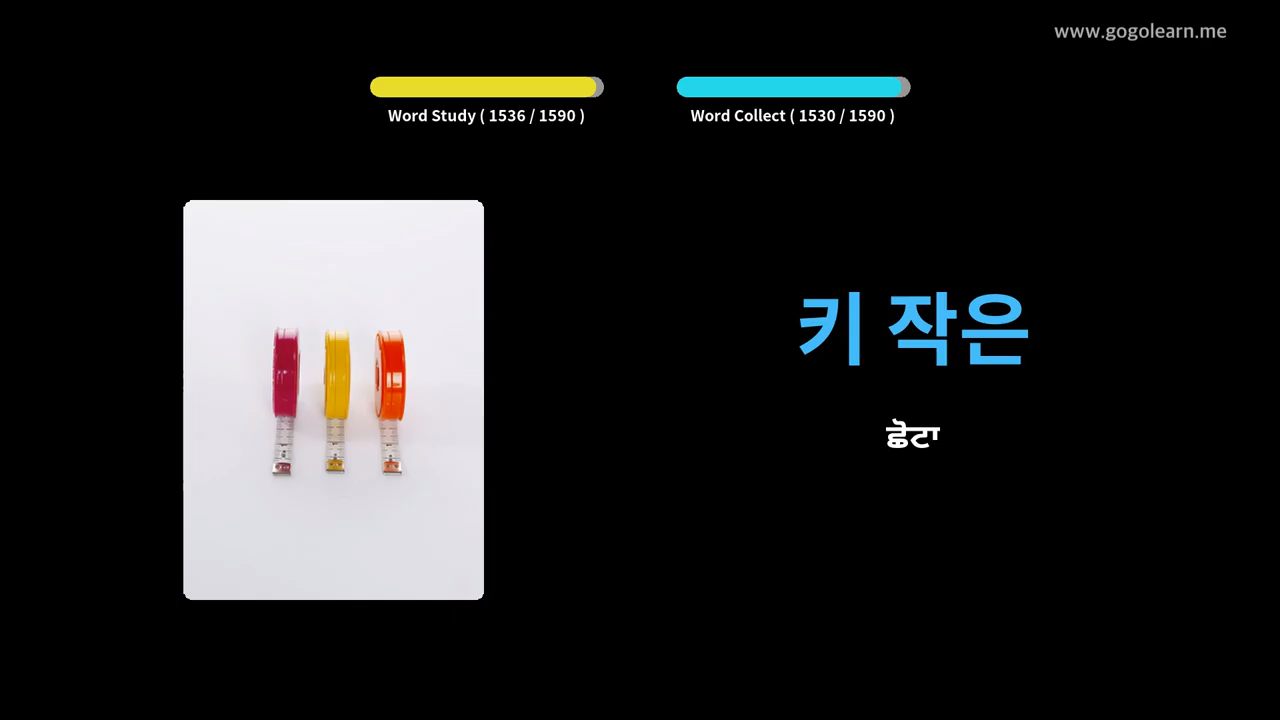 www.gogolearn.me
Word Study ( 1536 / 1590 )
Word Collect ( 1530 / 1590 )
키 작은
ਛੋਟਾ